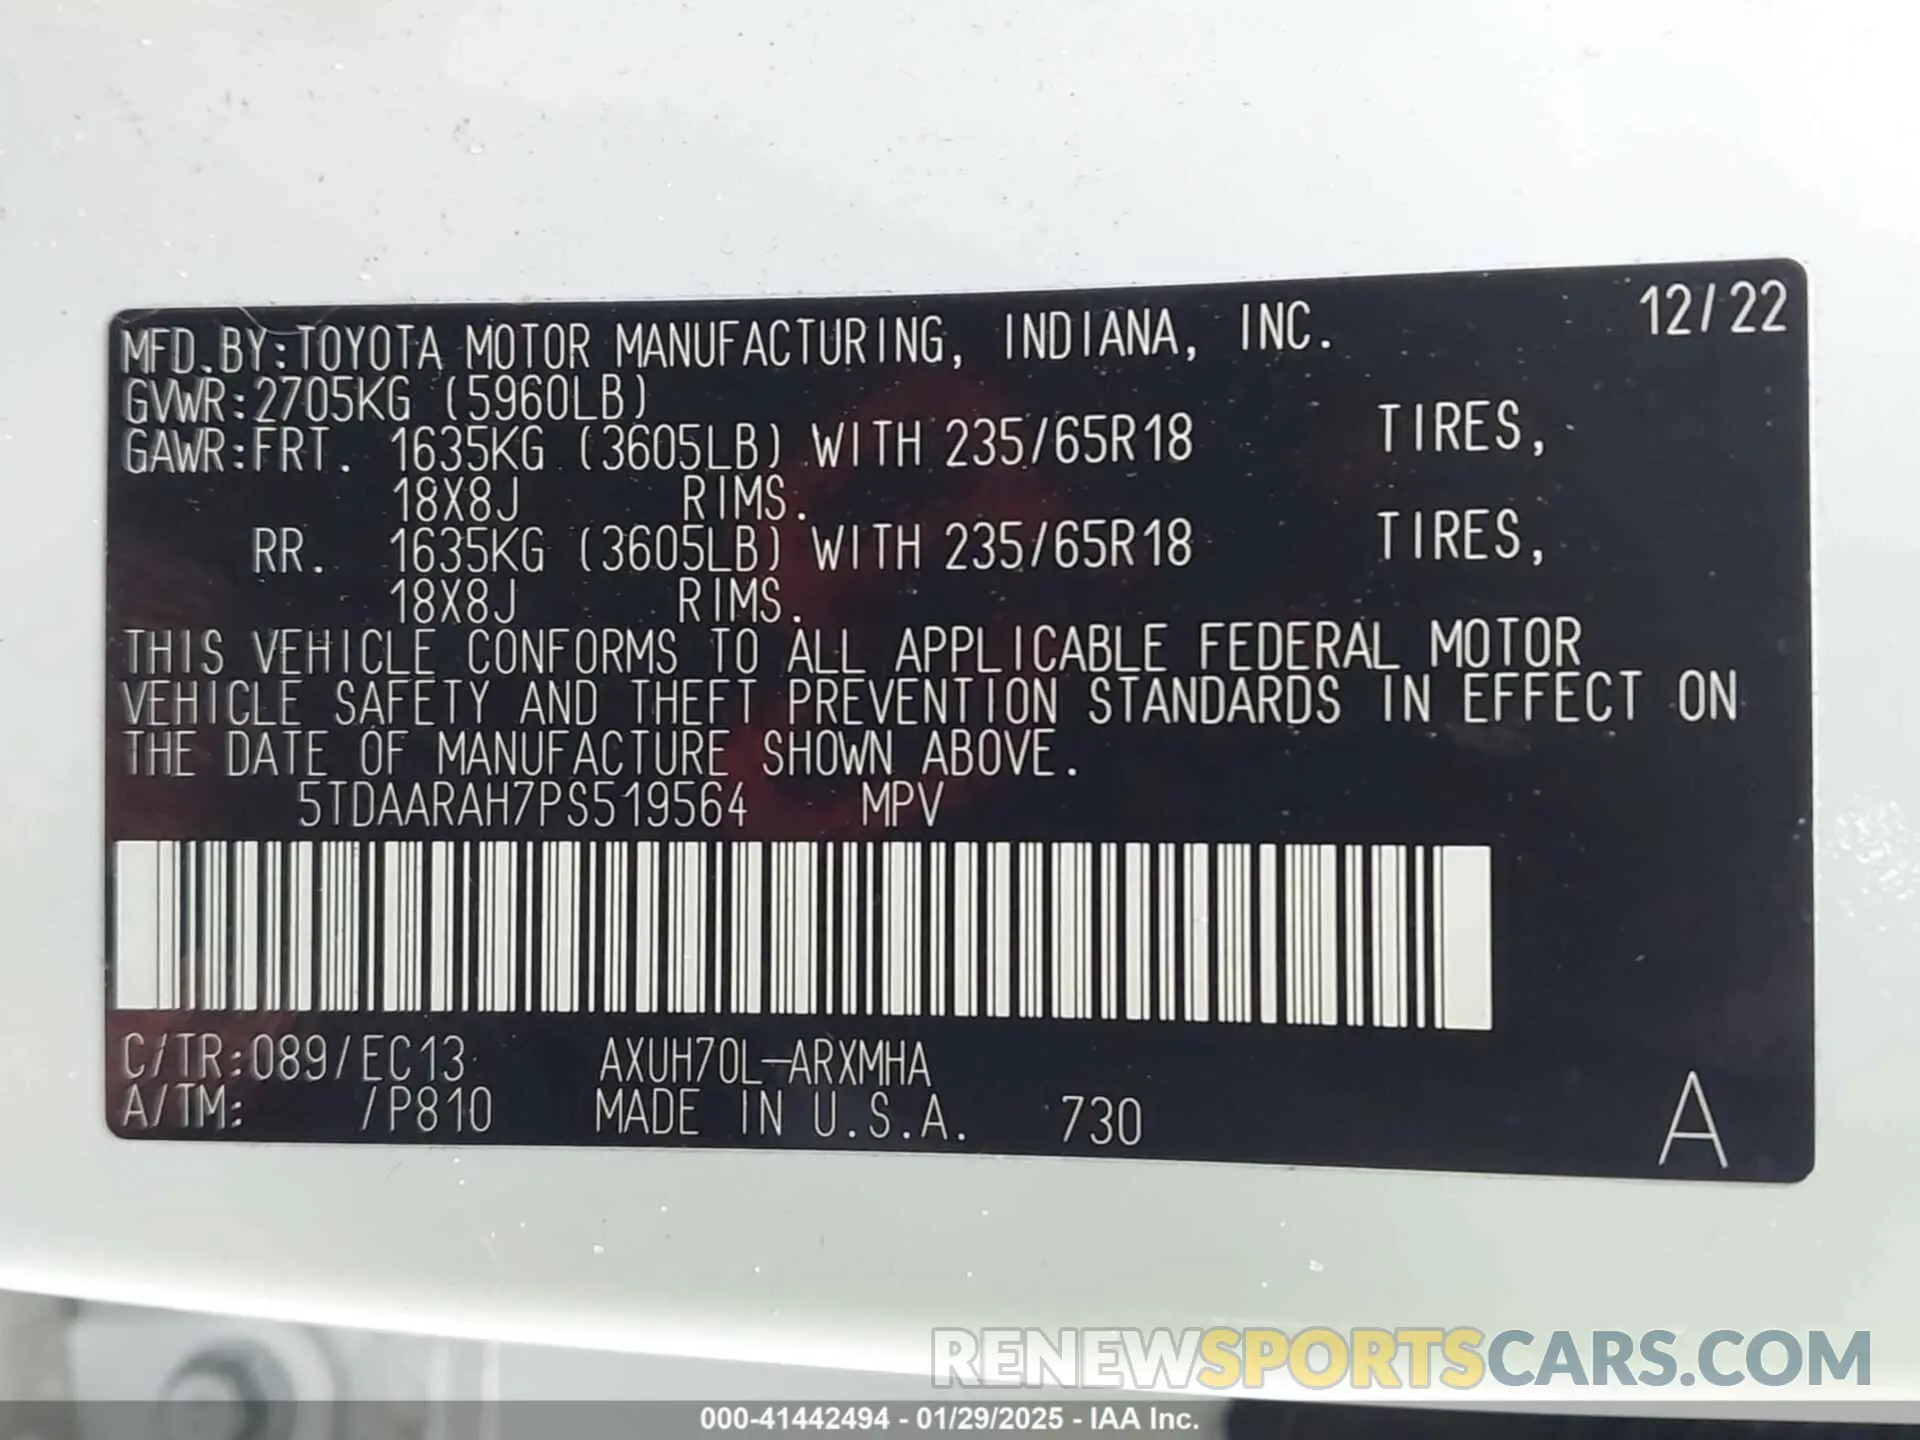 MFD.BY:TOYOTA MOTOR MANUFACTURING, INDIANA, INC. 12/22
GVWR:2705KG (5960LB)
GAWR:FRT. 1635KG (3605LB) WITH 235/65R18 TIRES,
18X8J RIMS.
RR. 1635KG (3605LB) WITH 235/65R18 TIRES,
18X8J RIMS.
THIS VEHICLE CONFORMS TO ALL APPLICABLE FEDERAL MOTOR
VEHICLE SAFETY AND THEFT PREVENTION STANDARDS IN EFFECT ON
THE DATE OF MANUFACTURE SHOWN ABOVE.
5TDAARAH7PS519564 MPV
C/TR:089/EC13 AXUH70L-ARXMHA
A/TM: /P810 MADE IN U.S.A. 730 A
RENEWSPORTSCARS.COM
000-41442494 - 01/29/2025 - IAA Inc.